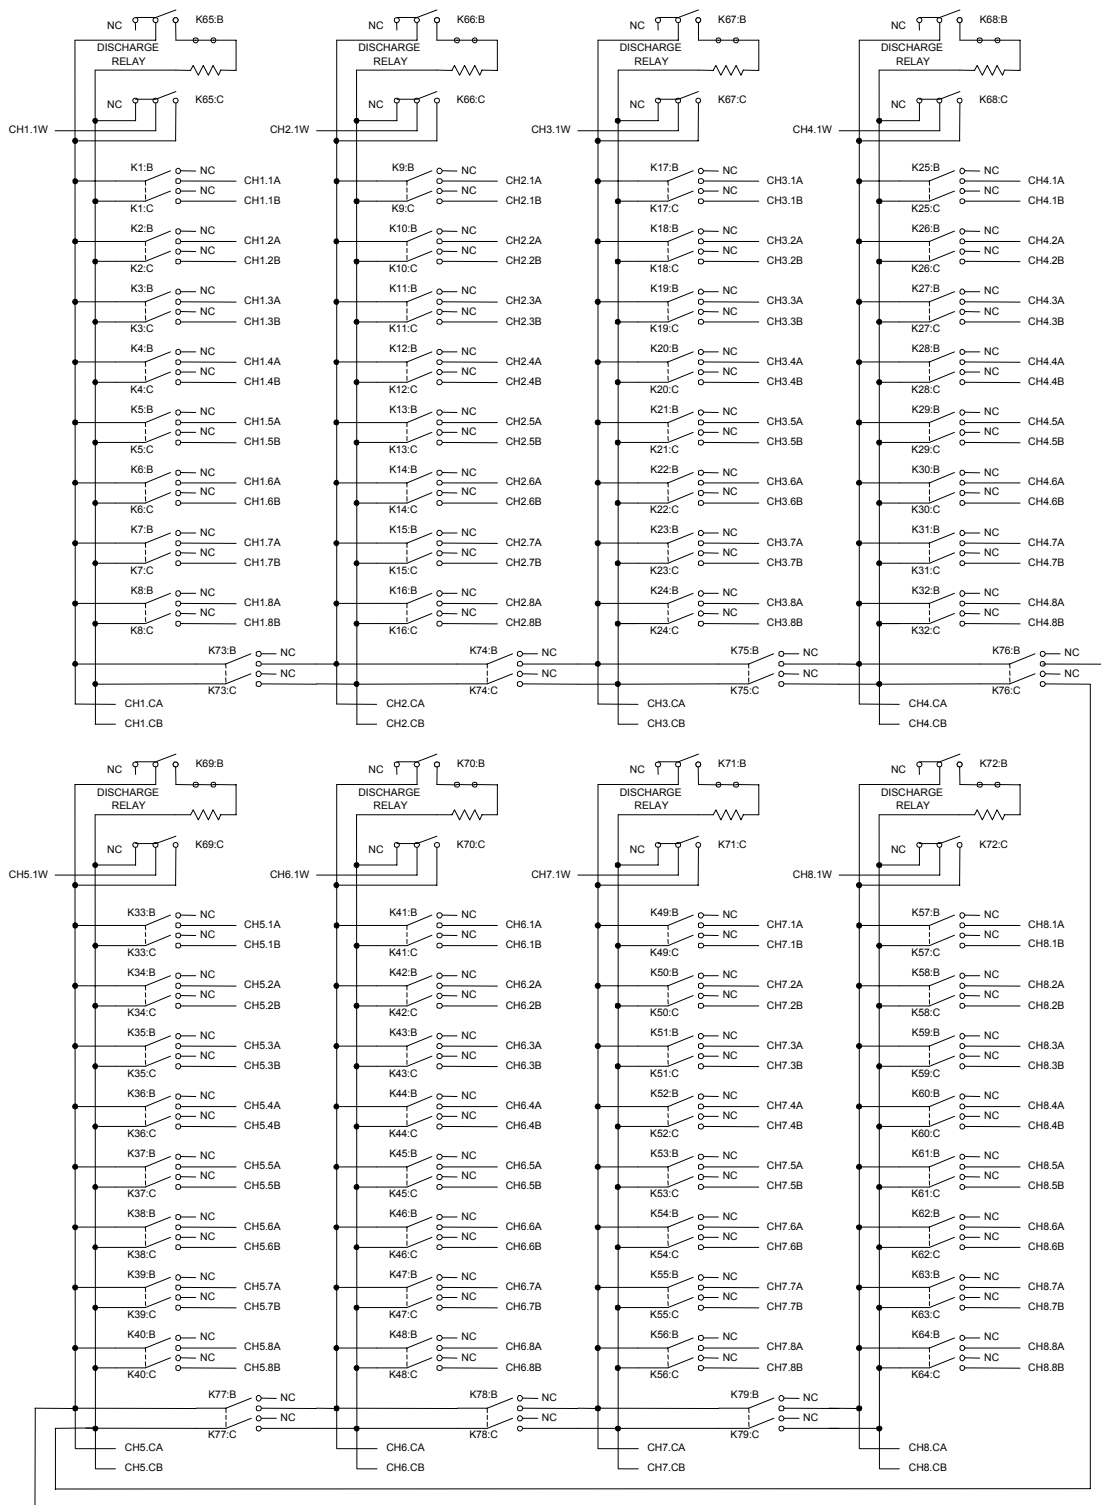 NC K65:B
DISCHARGE
RELAY
NC K65:C
CH1.1W
K1:B NC CH1.1A
K1:C NC CH1.1B
K2:B NC CH1.2A
K2:C NC CH1.2B
K3:B NC CH1.3A
K3:C NC CH1.3B
K4:B NC CH1.4A
K4:C NC CH1.4B
K5:B NC CH1.5A
K5:C NC CH1.5B
K6:B NC CH1.6A
K6:C NC CH1.6B
K7:B NC CH1.7A
K7:C NC CH1.7B
K8:B NC CH1.8A
K8:C NC CH1.8B
K73:B NC
K73:C NC
CH1.CA
CH1.CB
NC K66:B
DISCHARGE
RELAY
NC K66:C
CH2.1W
K9:B NC CH2.1A
K9:C NC CH2.1B
K10:B NC CH2.2A
K10:C NC CH2.2B
K11:B NC CH2.3A
K11:C NC CH2.3B
K12:B NC CH2.4A
K12:C NC CH2.4B
K13:B NC CH2.5A
K13:C NC CH2.5B
K14:B NC CH2.6A
K14:C NC CH2.6B
K15:B NC CH2.7A
K15:C NC CH2.7B
K16:B NC CH2.8A
K16:C NC CH2.8B
K74:B NC
K74:C NC
CH2.CA
CH2.CB
NC K67:B
DISCHARGE
RELAY
NC K67:C
CH3.1W
K17:B NC CH3.1A
K17:C NC CH3.1B
K18:B NC CH3.2A
K18:C NC CH3.2B
K19:B NC CH3.3A
K19:C NC CH3.3B
K20:B NC CH3.4A
K20:C NC CH3.4B
K21:B NC CH3.5A
K21:C NC CH3.5B
K22:B NC CH3.6A
K22:C NC CH3.6B
K23:B NC CH3.7A
K23:C NC CH3.7B
K24:B NC CH3.8A
K24:C NC CH3.8B
K75:B NC
K75:C NC
CH3.CA
CH3.CB
NC K68:B
DISCHARGE
RELAY
NC K68:C
CH4.1W
K25:B NC CH4.1A
K25:C NC CH4.1B
K26:B NC CH4.2A
K26:C NC CH4.2B
K27:B NC CH4.3A
K27:C NC CH4.3B
K28:B NC CH4.4A
K28:C NC CH4.4B
K29:B NC CH4.5A
K29:C NC CH4.5B
K30:B NC CH4.6A
K30:C NC CH4.6B
K31:B NC CH4.7A
K31:C NC CH4.7B
K32:B NC CH4.8A
K32:C NC CH4.8B
K76:B NC
K76:C NC
CH4.CA
CH4.CB
NC K69:B
DISCHARGE
RELAY
NC K69:C
CH5.1W
K33:B NC CH5.1A
K33:C NC CH5.1B
K34:B NC CH5.2A
K34:C NC CH5.2B
K35:B NC CH5.3A
K35:C NC CH5.3B
K36:B NC CH5.4A
K36:C NC CH5.4B
K37:B NC CH5.5A
K37:C NC CH5.5B
K38:B NC CH5.6A
K38:C NC CH5.6B
K39:B NC CH5.7A
K39:C NC CH5.7B
K40:B NC CH5.8A
K40:C NC CH5.8B
K77:B NC
K77:C NC
CH5.CA
CH5.CB
NC K70:B
DISCHARGE
RELAY
NC K70:C
CH6.1W
K41:B NC CH6.1A
K41:C NC CH6.1B
K42:B NC CH6.2A
K42:C NC CH6.2B
K43:B NC CH6.3A
K43:C NC CH6.3B
K44:B NC CH6.4A
K44:C NC CH6.4B
K45:B NC CH6.5A
K45:C NC CH6.5B
K46:B NC CH6.6A
K46:C NC CH6.6B
K47:B NC CH6.7A
K47:C NC CH6.7B
K48:B NC CH6.8A
K48:C NC CH6.8B
K78:B NC
K78:C NC
CH6.CA
CH6.CB
NC K71:B
DISCHARGE
RELAY
NC K71:C
CH7.1W
K49:B NC CH7.1A
K49:C NC CH7.1B
K50:B NC CH7.2A
K50:C NC CH7.2B
K51:B NC CH7.3A
K51:C NC CH7.3B
K52:B NC CH7.4A
K52:C NC CH7.4B
K53:B NC CH7.5A
K53:C NC CH7.5B
K54:B NC CH7.6A
K54:C NC CH7.6B
K55:B NC CH7.7A
K55:C NC CH7.7B
K56:B NC CH7.8A
K56:C NC CH7.8B
K79:B NC
K79:C NC
CH7.CA
CH7.CB
NC K72:B
DISCHARGE
RELAY
NC K72:C
CH8.1W
K57:B NC CH8.1A
K57:C NC CH8.1B
K58:B NC CH8.2A
K58:C NC CH8.2B
K59:B NC CH8.3A
K59:C NC CH8.3B
K60:B NC CH8.4A
K60:C NC CH8.4B
K61:B NC CH8.5A
K61:C NC CH8.5B
K62:B NC CH8.6A
K62:C NC CH8.6B
K63:B NC CH8.7A
K63:C NC CH8.7B
K64:B NC CH8.8A
K64:C NC CH8.8B
CH8.CA
CH8.CB